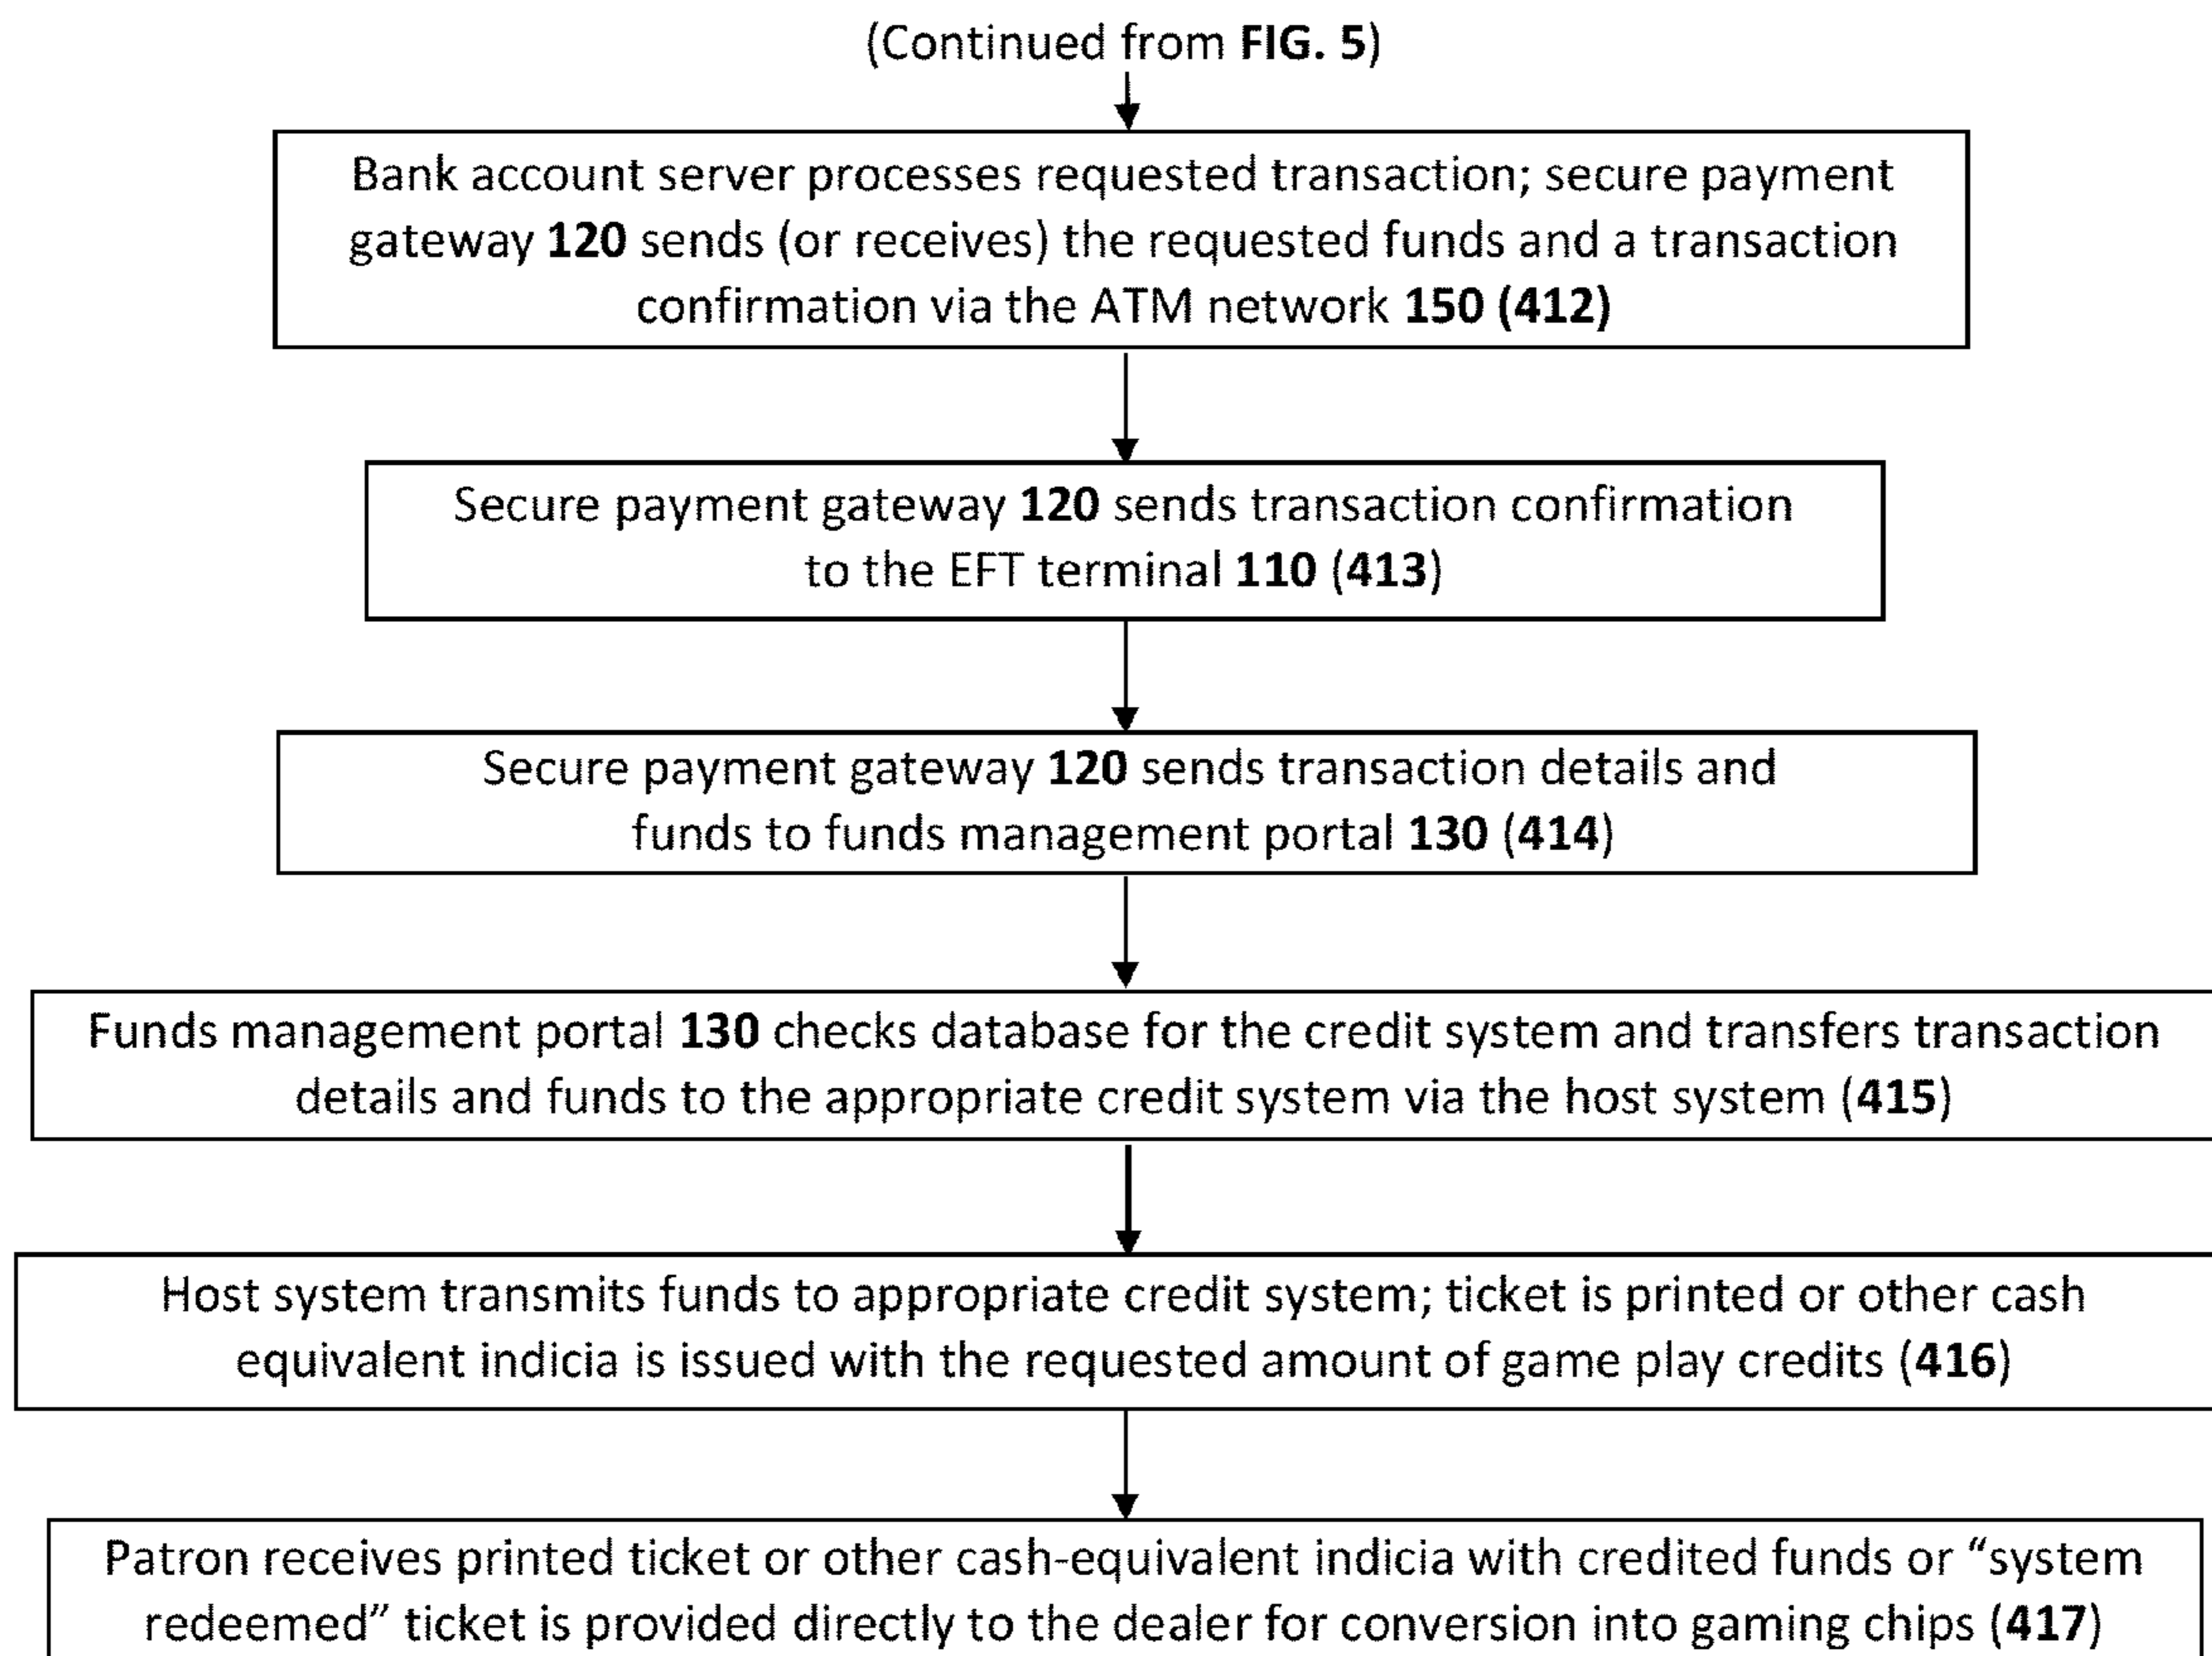 (Continued from FIG. 5)
Bank account server processes requested transaction; secure payment
gateway 120 sends (or receives) the requested funds and a transaction
confirmation via the ATM network 150 (412)
Secure payment gateway 120 sends transaction confirmation
to the EFT terminal 110 (413)
Secure payment gateway 120 sends transaction details and
funds to funds management portal 130 (414)
Funds management portal 130 checks database for the credit system and transfers transaction
details and funds to the appropriate credit system via the host system (415)
Host system transmits funds to appropriate credit system; ticket is printed or other cash
equivalent indicia is issued with the requested amount of game play credits (416)
Patron receives printed ticket or other cash-equivalent indicia with credited funds or “system
redeemed” ticket is provided directly to the dealer for conversion into gaming chips (417)